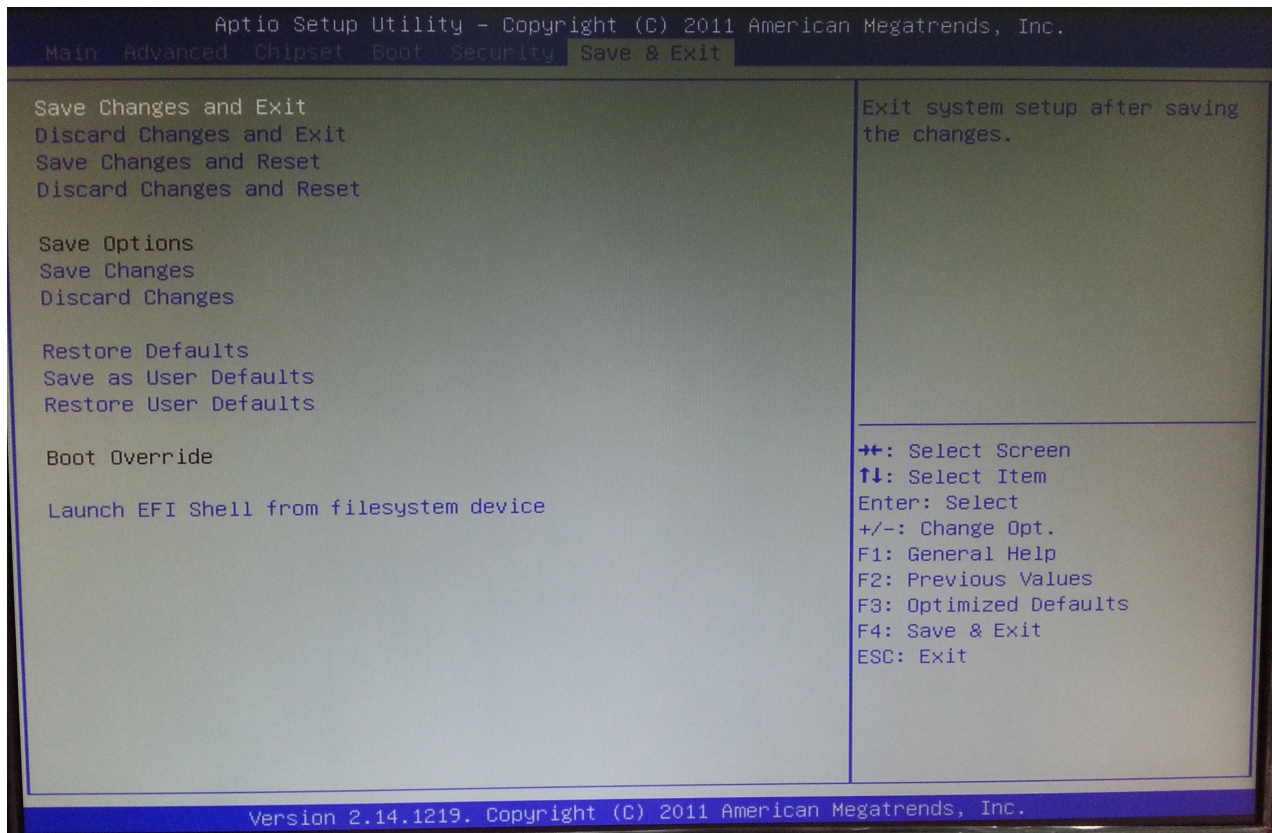 Aptio Setup Utility – Copyright (C) 2011 American Megatrends, Inc.
Main Advanced Chipset Boot Security Save & Exit
Save Changes and Exit
Discard Changes and Exit
Save Changes and Reset
Discard Changes and Reset
Save Options
Save Changes
Discard Changes
Restore Defaults
Save as User Defaults
Restore User Defaults
Boot Override
Launch EFI Shell from filesystem device
Exit system setup after saving
the changes.
→←: Select Screen
↑↓: Select Item
Enter: Select
+/-: Change Opt.
F1: General Help
F2: Previous Values
F3: Optimized Defaults
F4: Save & Exit
ESC: Exit
Version 2.14.1219. Copyright (C) 2011 American Megatrends, Inc.